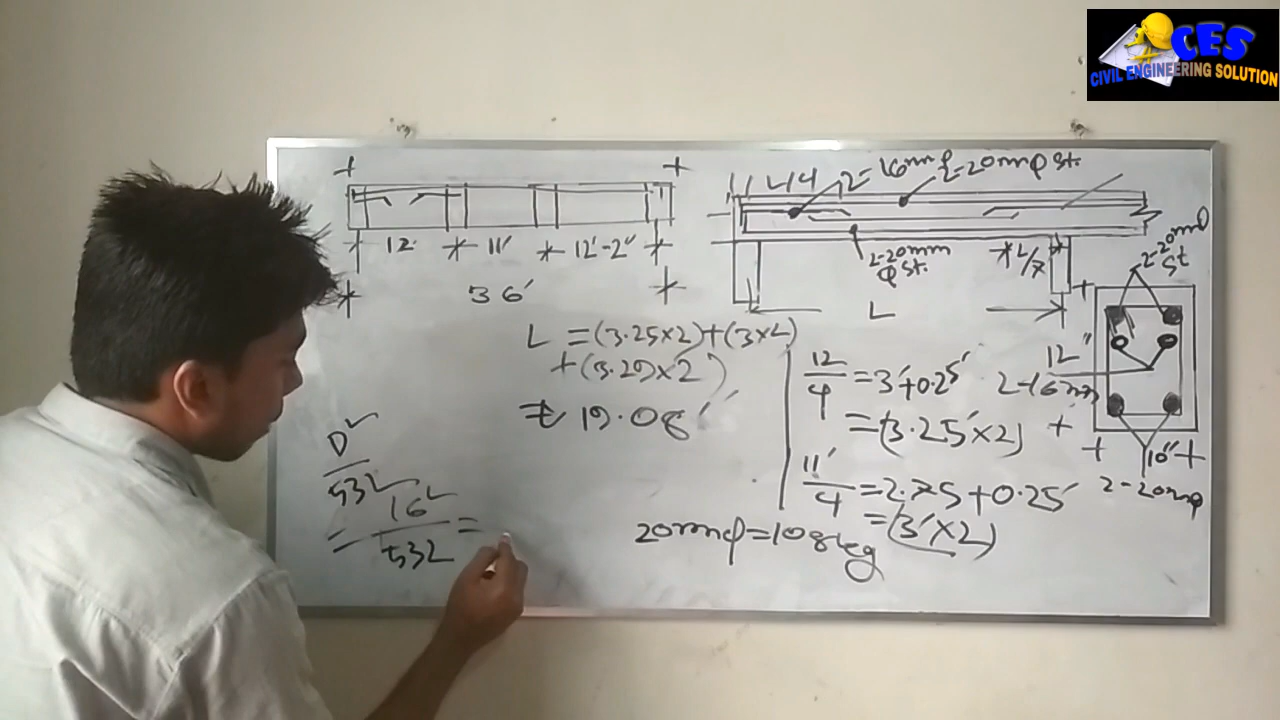 CES
CIVIL ENGINEERING SOLUTION
L/4
2-16mm
2-20mmφ st.
12'
11'
12'-2"
36'
2-20mm
φ st.
L/7
L
2-20mmφ
st
12"
2-16mm
10"
2-20mmφ
L = (3.25×2)+(3×2)
+(3.29×2)
= 19.08'
12/4 = 3'+0.25'
= (3.25'×2) +
11'/4 = 2.75+0.25'
= (3'×2)
D²/532
= 16²/532 =
20mmφ=108kg